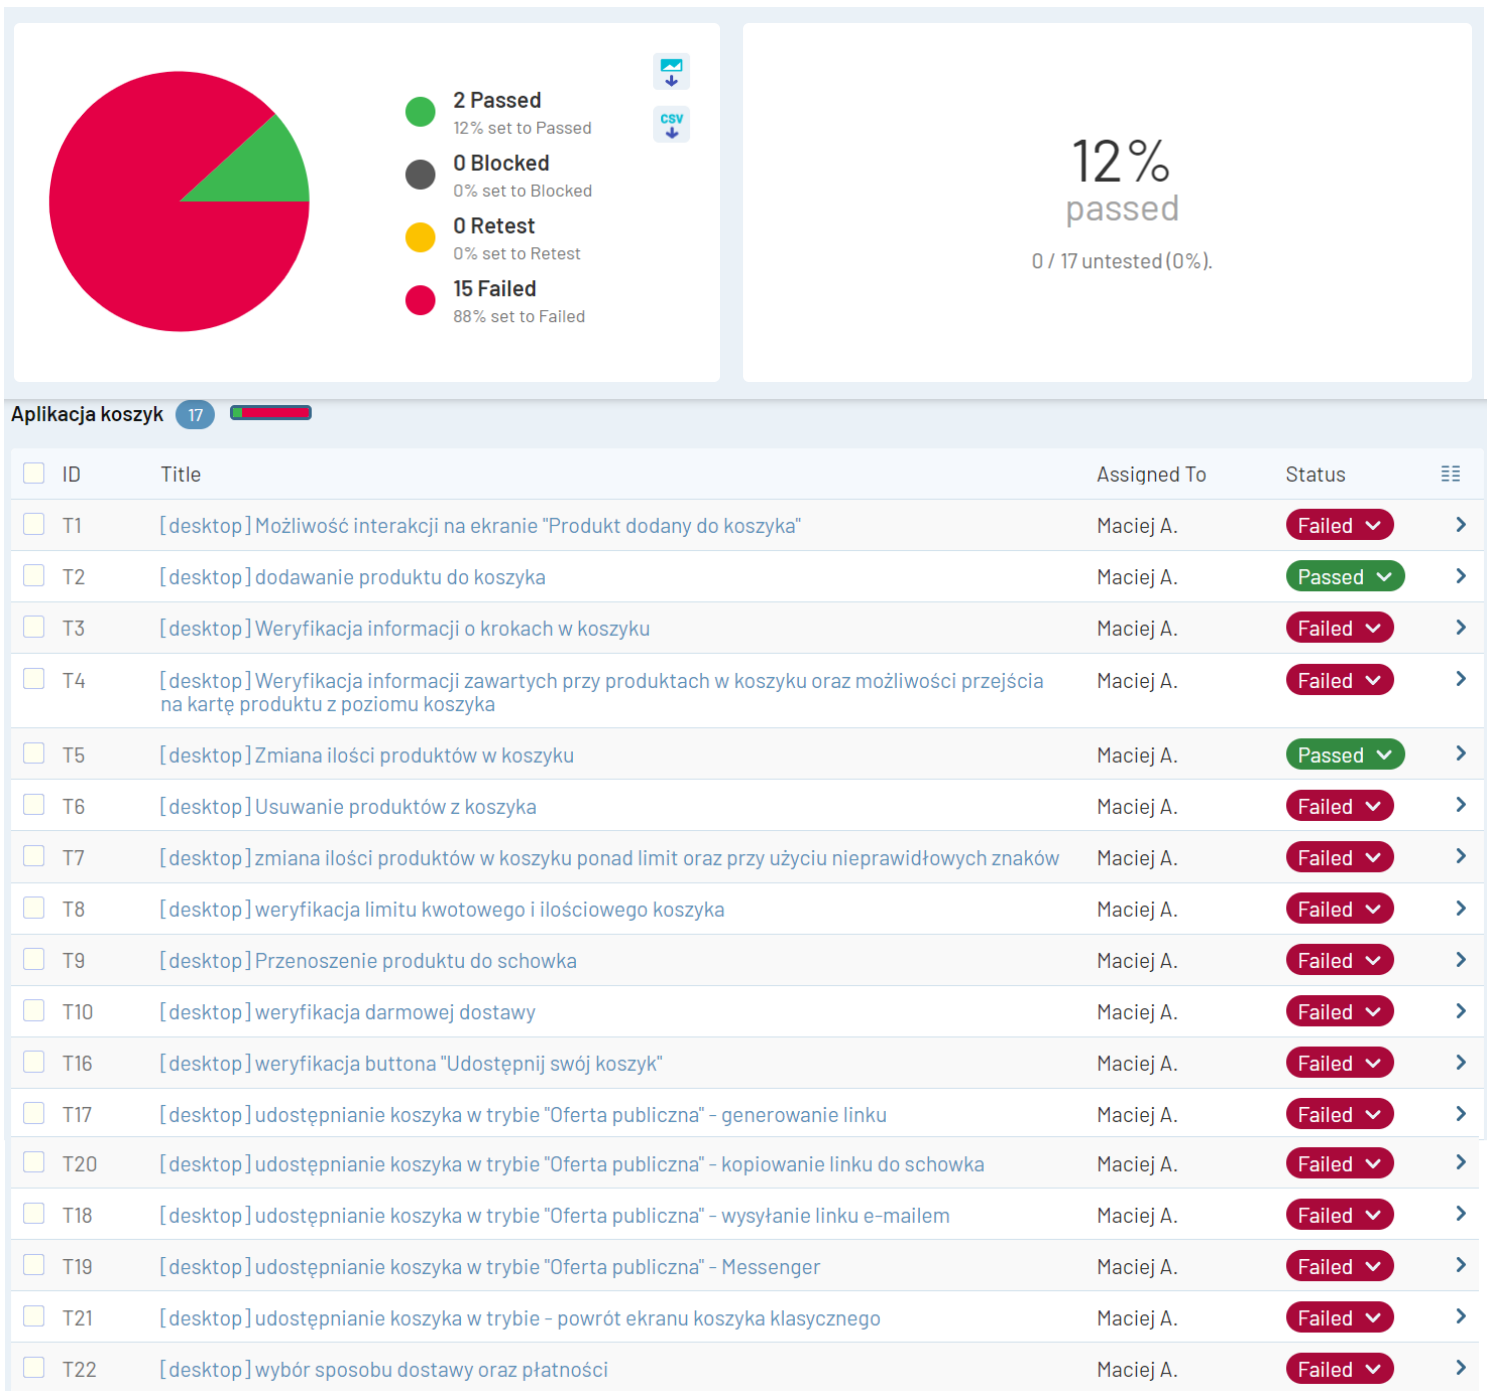 2 Passed
12% set to Passed
0 Blocked
0% set to Blocked
0 Retest
0% set to Retest
15 Failed
88% set to Failed
CSV
12%
passed
0 / 17 untested (0%).
Aplikacja koszyk 17
ID Title Assigned To Status
T1 [desktop] Możliwość interakcji na ekranie "Produkt dodany do koszyka" Maciej A. Failed
T2 [desktop] dodawanie produktu do koszyka Maciej A. Passed
T3 [desktop] Weryfikacja informacji o krokach w koszyku Maciej A. Failed
T4 [desktop] Weryfikacja informacji zawartych przy produktach w koszyku oraz możliwości przejścia Maciej A. Failed
na kartę produktu z poziomu koszyka
T5 [desktop] Zmiana ilości produktów w koszyku Maciej A. Passed
T6 [desktop] Usuwanie produktów z koszyka Maciej A. Failed
T7 [desktop] zmiana ilości produktów w koszyku ponad limit oraz przy użyciu nieprawidłowych znaków Maciej A. Failed
T8 [desktop] weryfikacja limitu kwotowego i ilościowego koszyka Maciej A. Failed
T9 [desktop] Przenoszenie produktu do schowka Maciej A. Failed
T10 [desktop] weryfikacja darmowej dostawy Maciej A. Failed
T16 [desktop] weryfikacja buttona "Udostępnij swój koszyk" Maciej A. Failed
T17 [desktop] udostępnianie koszyka w trybie "Oferta publiczna" - generowanie linku Maciej A. Failed
T20 [desktop] udostępnianie koszyka w trybie "Oferta publiczna" - kopiowanie linku do schowka Maciej A. Failed
T18 [desktop] udostępnianie koszyka w trybie "Oferta publiczna" - wysyłanie linku e-mailem Maciej A. Failed
T19 [desktop] udostępnianie koszyka w trybie "Oferta publiczna" - Messenger Maciej A. Failed
T21 [desktop] udostępnianie koszyka w trybie - powrót ekranu koszyka klasycznego Maciej A. Failed
T22 [desktop] wybór sposobu dostawy oraz płatności Maciej A. Failed